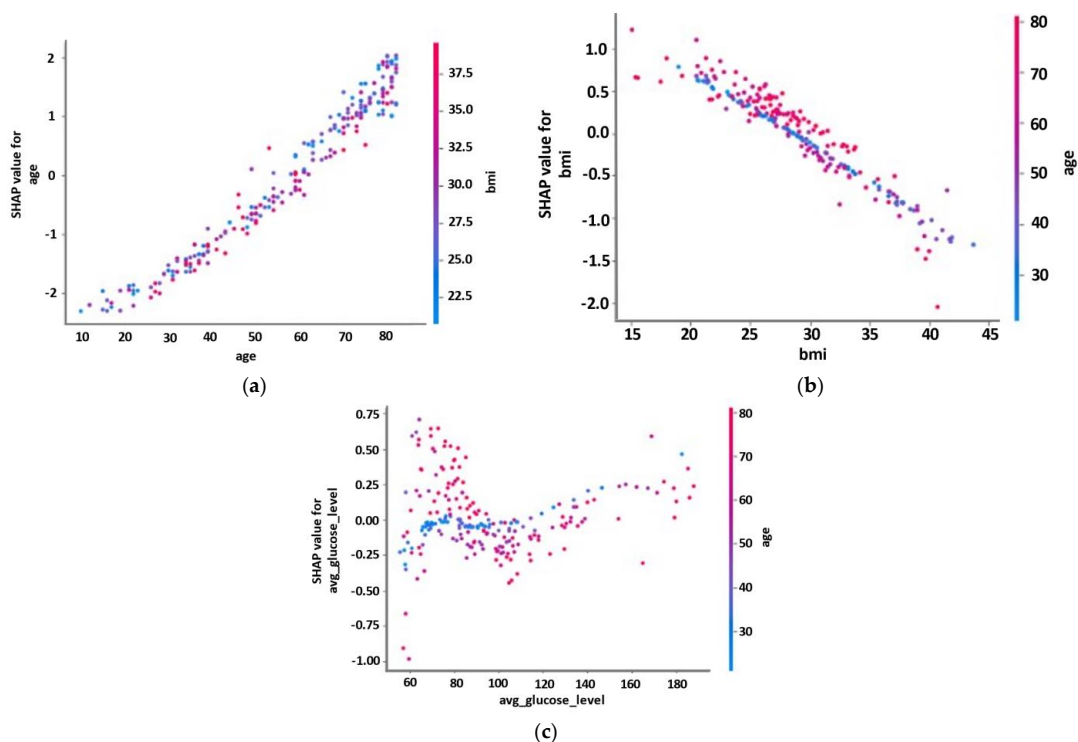 2
1
0
-1
-2
SHAP value for
age
10 20 30 40 50 60 70 80
age
37.5
35.0
32.5
30.0
27.5
25.0
22.5
bmi
(a)
1.0
0.5
0.0
-0.5
-1.0
-1.5
-2.0
SHAP value for
bmi
15 20 25 30 35 40 45
bmi
80
70
60
50
40
30
age
(b)
0.75
0.50
0.25
0.00
-0.25
-0.50
-0.75
-1.00
SHAP value for
avg_glucose_level
60 80 100 120 140 160 180
avg_glucose_level
80
70
60
50
40
30
age
(c)